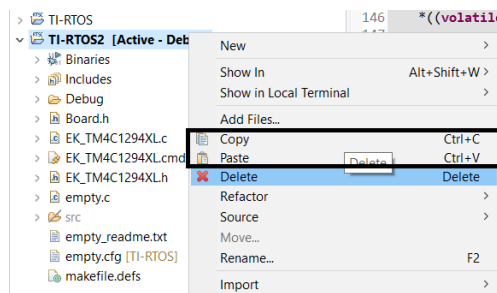 TI-RTOS
TI-RTOS2 [Active - Deb
Binaries
Includes
Debug
Board.h
EK_TM4C1294XL.c
EK_TM4C1294XL.cmd
EK_TM4C1294XL.h
empty.c
src
empty_readme.txt
empty.cfg [TI-RTOS]
makefile.defs
146 *((volatil
New
Show In Alt+Shift+W
Show in Local Terminal
Add Files...
Copy Ctrl+C
Paste Ctrl+V
Delete
Delete Delete
Refactor
Source
Move...
Rename... F2
Import